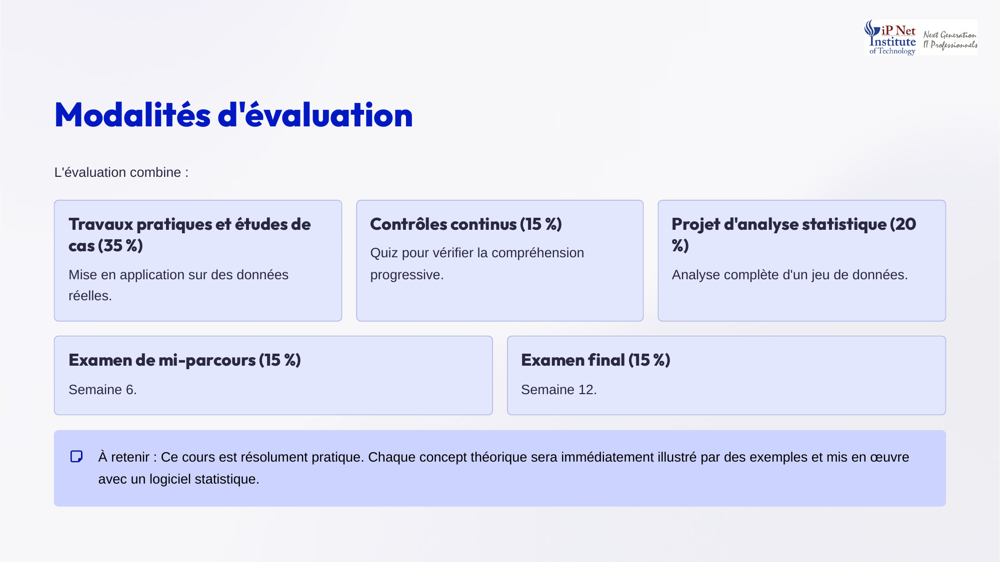 iP Net
Institute
of Technology
Next Generation
IT Professionnels
Modalités d'évaluation
L'évaluation combine :
Travaux pratiques et études de
cas (35 %)
Mise en application sur des données
réelles.
Contrôles continus (15 %)
Quiz pour vérifier la compréhension
progressive.
Projet d'analyse statistique (20
%)
Analyse complète d'un jeu de données.
Examen de mi-parcours (15 %)
Semaine 6.
Examen final (15 %)
Semaine 12.
À retenir : Ce cours est résolument pratique. Chaque concept théorique sera immédiatement illustré par des exemples et mis en œuvre
avec un logiciel statistique.